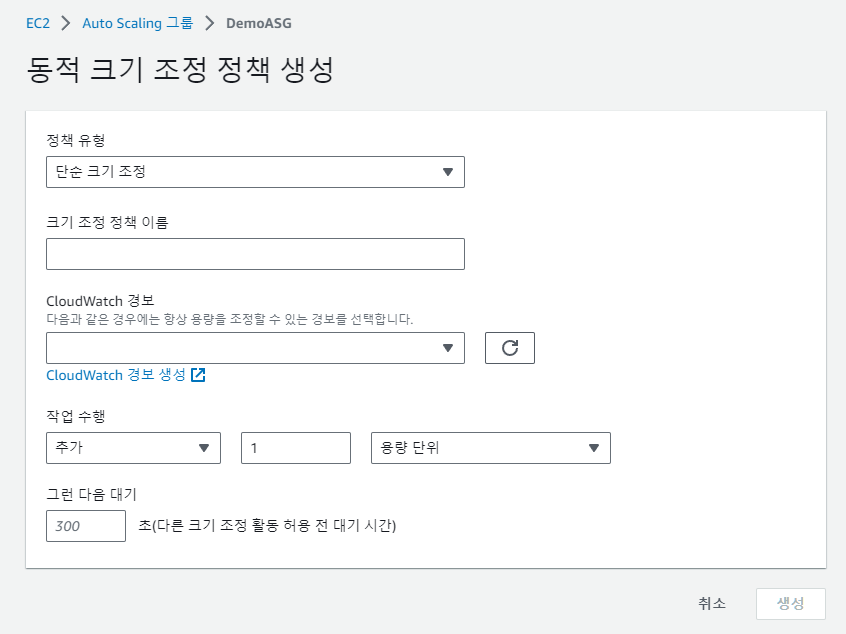 EC2 > Auto Scaling 그룹 > DemoASG
동적 크기 조정 정책 생성
정책 유형
단순 크기 조정
크기 조정 정책 이름
CloudWatch 경보
다음과 같은 경우에는 항상 용량을 조정할 수 있는 경보를 선택합니다.
CloudWatch 경보 생성
작업 수행
추가 1 용량 단위
그런 다음 대기
300 초(다른 크기 조정 활동 허용 전 대기 시간)
취소 생성